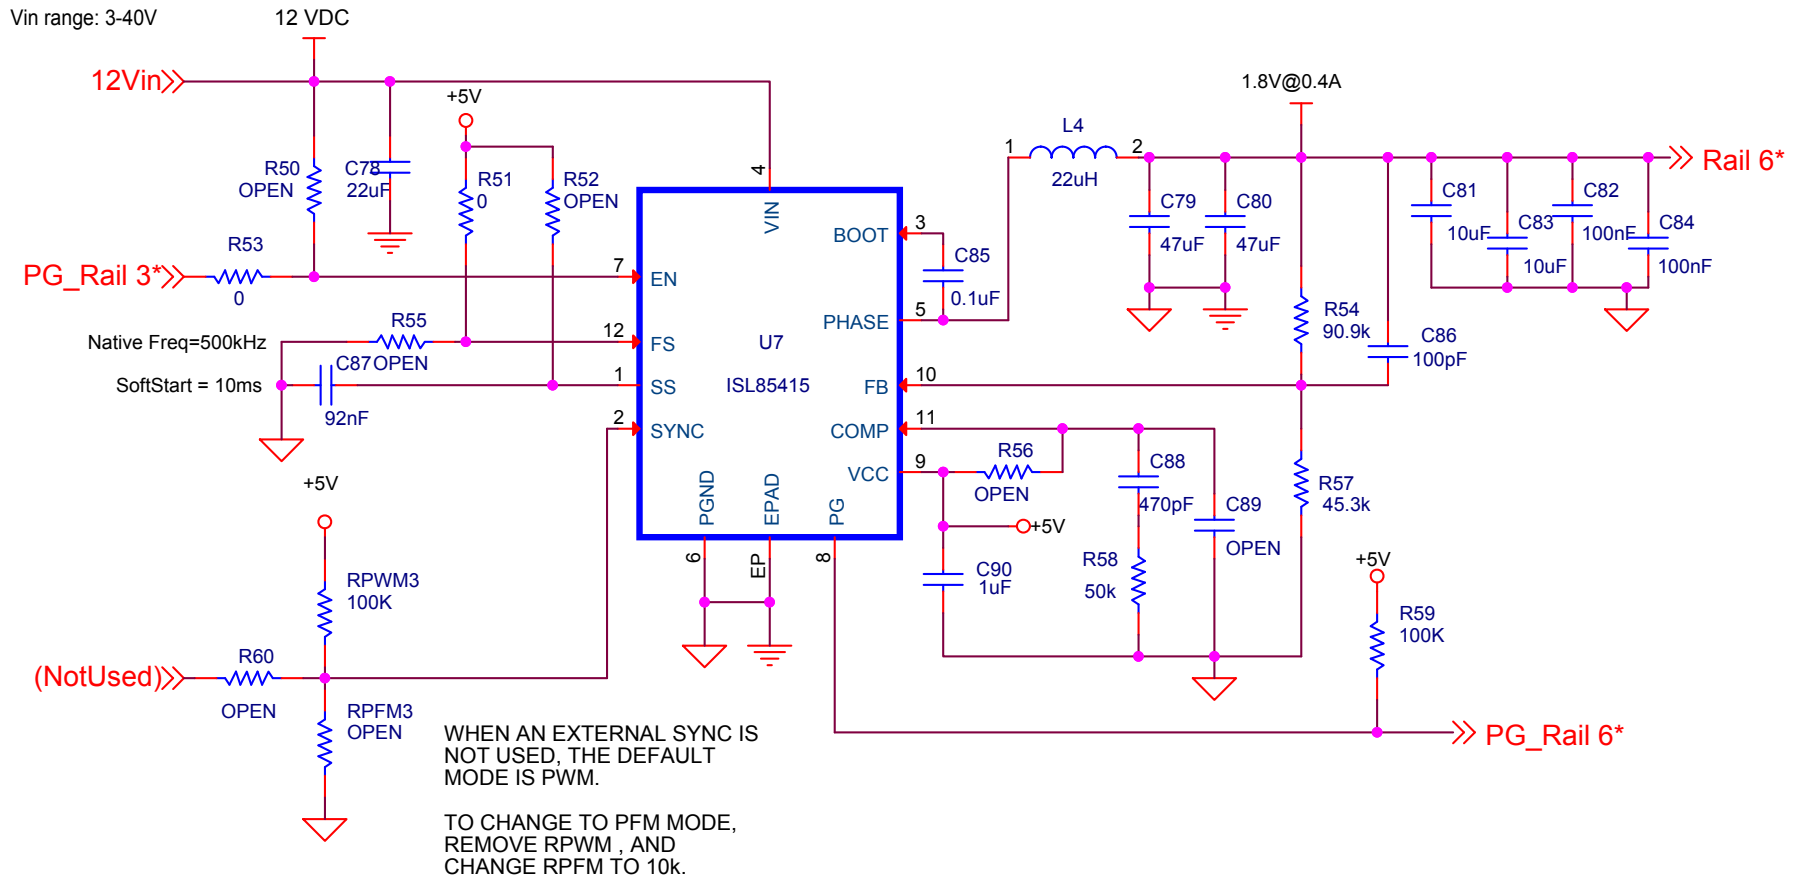 Vin range: 3-40V
12 VDC
12Vin
+5V
1.8V@0.4A
R50
OPEN
C78
22uF
R51
0
R52
OPEN
4
VIN
1
L4
2
22uH
Rail 6*
C79
47uF
C80
47uF
C81
10uF
C83
10uF
C82
100nF
C84
100nF
PG_Rail 3*
R53
0
7
EN
BOOT
3
C85
0.1uF
PHASE
5
R54
90.9k
C86
100pF
Native Freq=500kHz
R55
OPEN
12
FS
U7
ISL85415
SoftStart = 10ms
C87
92nF
1
SS
FB
10
2
SYNC
COMP
11
VCC
9
R56
OPEN
C88
470pF
C89
OPEN
R57
45.3k
PGND
EPAD
PG
6
EP
8
+5V
C90
1uF
R58
50k
+5V
RPWM3
100K
+5V
R59
100K
(NotUsed)
R60
OPEN
RPFM3
OPEN
PG_Rail 6*
WHEN AN EXTERNAL SYNC IS
NOT USED, THE DEFAULT
MODE IS PWM.
TO CHANGE TO PFM MODE,
REMOVE RPWM , AND
CHANGE RPFM TO 10k.